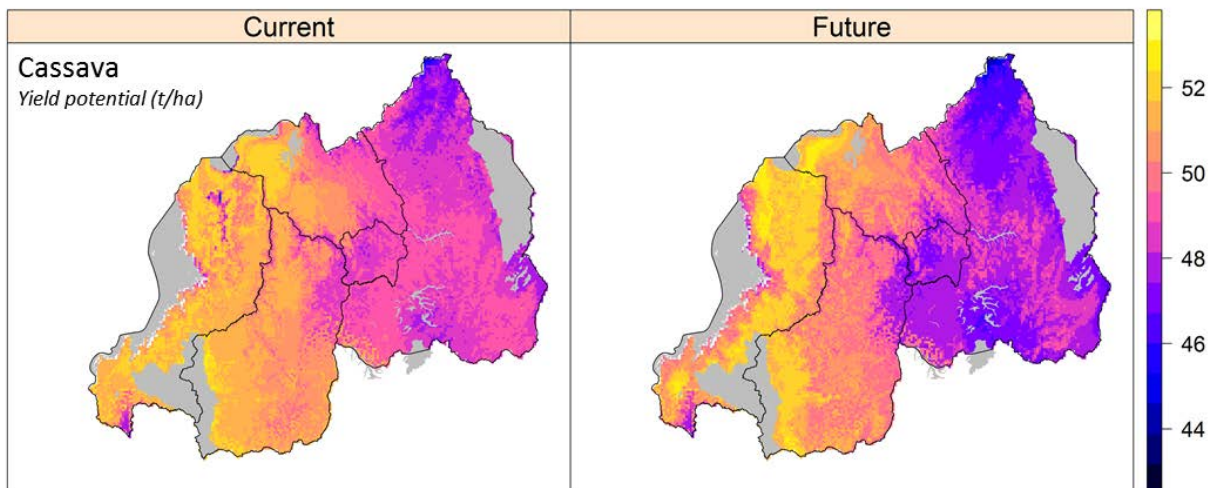 Current
Future
Cassava
Yield potential (t/ha)
52
50
48
46
44